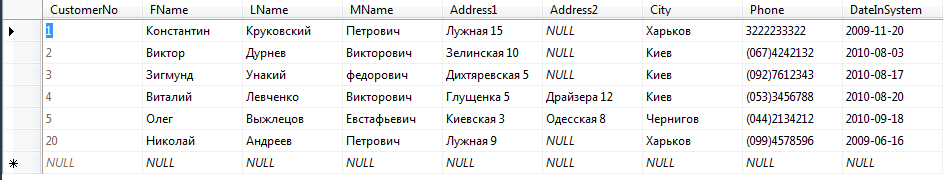 CustomerNo FName LName MName Address1 Address2 City Phone DateInSystem
1 Константин Круковский Петрович Лужная 15 NULL Харьков 3222233322 2009-11-20
2 Виктор Дурнев Викторович Зелинская 10 NULL Киев (067)4242132 2010-08-03
3 Зигмунд Унакий федорович Дихтяревская 5 NULL Киев (092)7612343 2010-08-17
4 Виталий Левченко Викторович Глущенка 5 Драйзера 12 Киев (053)3456788 2010-08-20
5 Олег Выжлецов Евстафьевич Киевская 3 Одесская 8 Чернигов (044)2134212 2010-09-18
20 Николай Андреев Петрович Лужная 9 NULL Харьков (099)4578596 2009-06-16
NULL NULL NULL NULL NULL NULL NULL NULL NULL